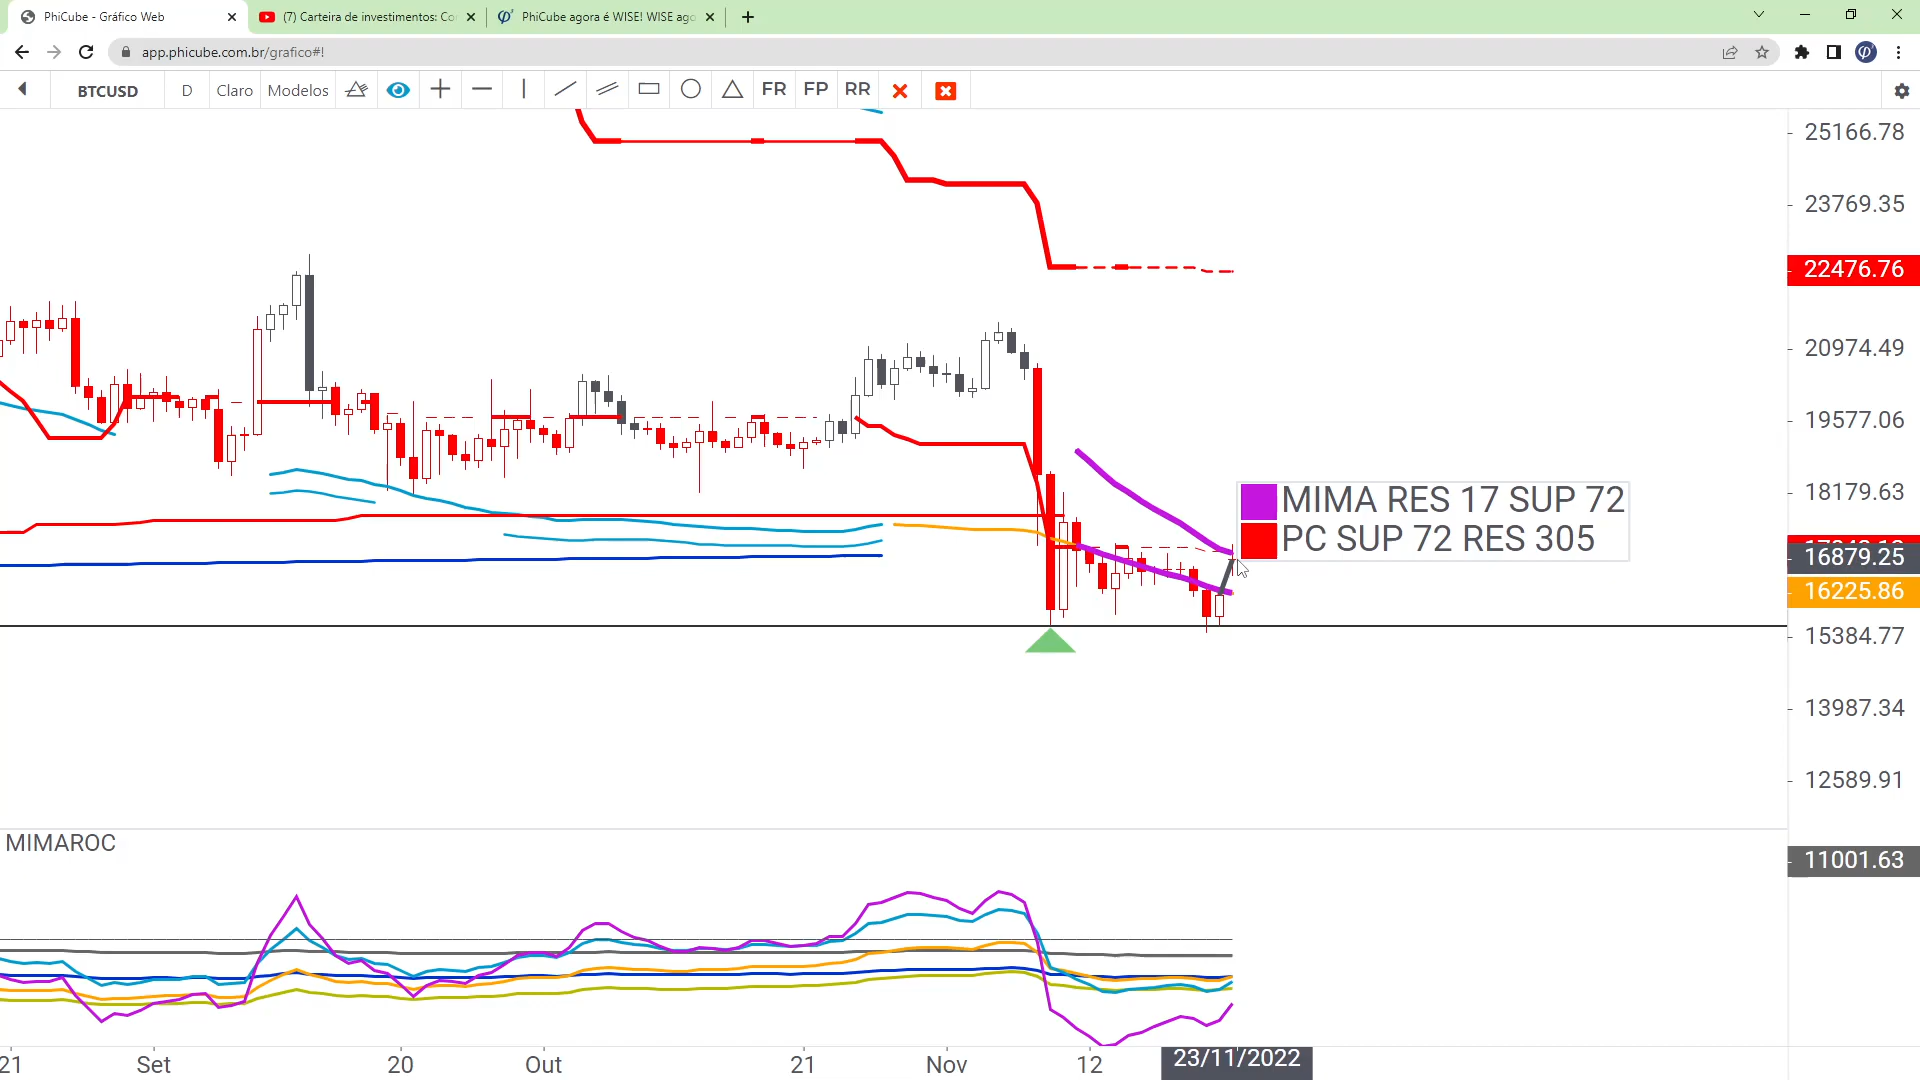 PhiCube - Gráfico Web
(7) Carteira de investimentos: Co
PhiCube agora é WISE! WISE ago
app.phicube.com.br/grafico#!
BTCUSD
D
Claro
Modelos
FR
FP
RR
25166.78
23769.35
22476.76
20974.49
19577.06
18179.63
MIMA RES 17 SUP 72
PC SUP 72 RES 305
16879.25
16225.86
15384.77
13987.34
12589.91
MIMAROC
11001.63
21
Set
20
Out
21
Nov
12
23/11/2022